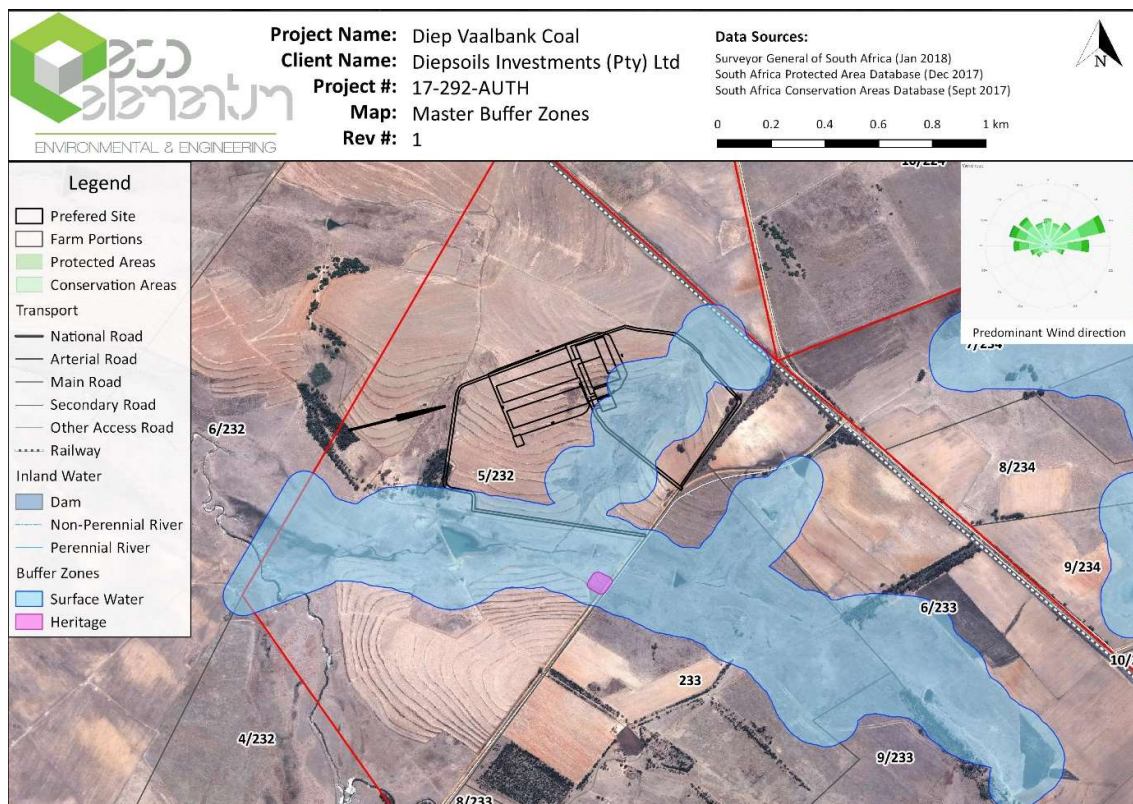 eco
elementum
ENVIRONMENTAL & ENGINEERING
Project Name: Diep Vaalbank Coal
Client Name: Diepsoils Investments (Pty) Ltd
Project #: 17-292-AUTH
Map: Master Buffer Zones
Rev #: 1
Data Sources:
Surveyor General of South Africa (Jan 2018)
South Africa Protected Area Database (Dec 2017)
South Africa Conservation Areas Database (Sept 2017)
0 0.2 0.4 0.6 0.8 1 km
N
Legend
Prefered Site
Farm Portions
Protected Areas
Conservation Areas
Transport
National Road
Arterial Road
Main Road
Secondary Road
Other Access Road
Railway
Inland Water
Dam
Non-Perennial River
Perennial River
Buffer Zones
Surface Water
Heritage
Predominant Wind direction
10/224
7/234
6/232
5/232
8/234
9/234
6/233
10/
233
4/232
9/233
8/233